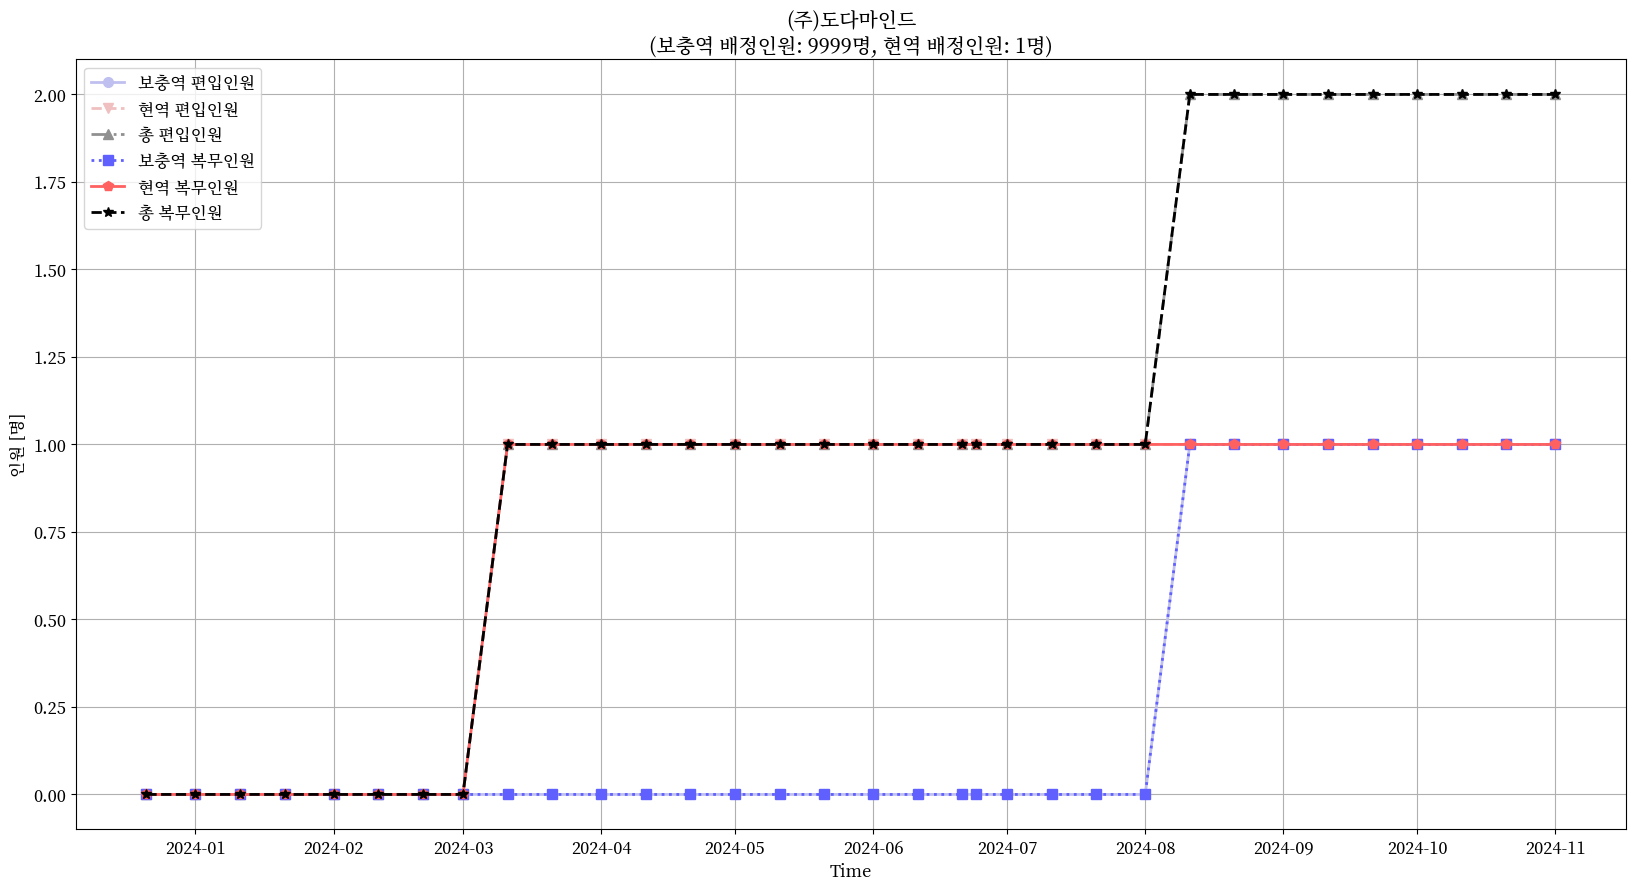 (주)도다마인드
(보충역 배정인원: 9999명, 현역 배정인원: 1명)
보충역 편입인원
현역 편입인원
총 편입인원
보충역 복무인원
현역 복무인원
총 복무인원
인원 [명]
2.00
1.75
1.50
1.25
1.00
0.75
0.50
0.25
0.00
2024-01
2024-02
2024-03
2024-04
2024-05
2024-06
2024-07
2024-08
2024-09
2024-10
2024-11
Time